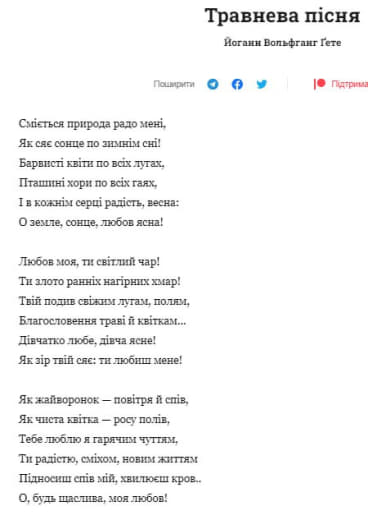 Травнева пісня
Йоганн Вольфганг Ґете
Поширити
Підтрима
Сміється природа радо мені,
Як сяє сонце по зимнім сні!
Барвисті квіти по всіх лугах,
Пташині хори по всіх гаях,
І в кожнім серці радість, весна:
О земле, сонце, любов ясна!
Любов моя, ти світлий чар!
Ти злото ранніх нагірних хмар!
Твій подив свіжим лугам, полям,
Благословення траві й квіткам...
Дівчатко любе, дівча ясне!
Як зір твій сяє: ти любиш мене!
Як жайворонок — повітря й спів,
Як чиста квітка — росу полів,
Тебе люблю я гарячим чуттям,
Ти радістю, сміхом, новим життям
Підносиш спів мій, хвилюєш кров..
О, будь щаслива, моя любов!